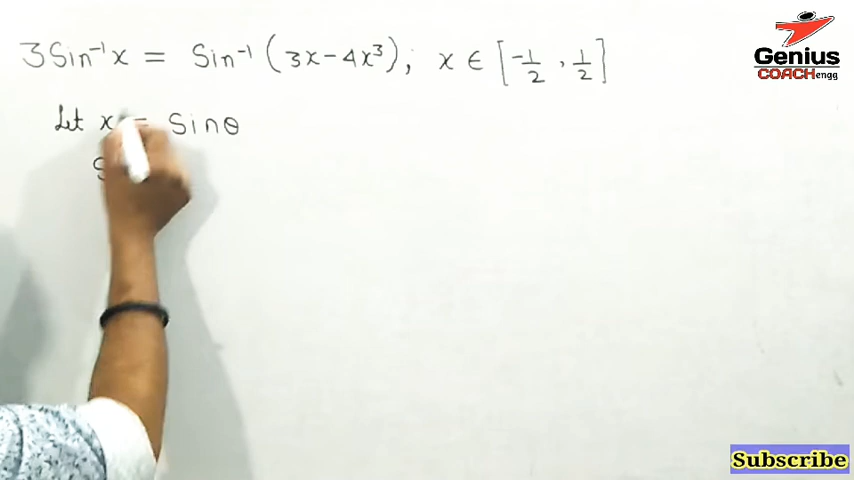 3Sin⁻¹x = Sin⁻¹(3x-4x³); x ∈ [-1/2, 1/2]
Let x = Sinθ
S
Genius
COACHengg
Subscribe